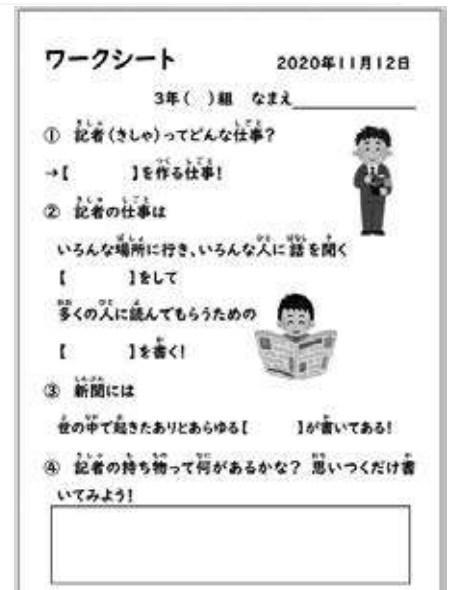 ワークシート 2020年11月12日
3年( )組 なまえ
① 記者(きしゃ)ってどんな仕事?
→【 】を作る仕事!
② 記者の仕事は
いろんな場所に行き、いろんな人に話を聞く
【 】をして
多くの人に読んでもらうための
【 】を書く!
③ 新聞には
世の中で起きたありとあらゆる【 】が書いてある!
④ 記者の持ち物って何があるかな? 思いつくだけ書
いてみよう!